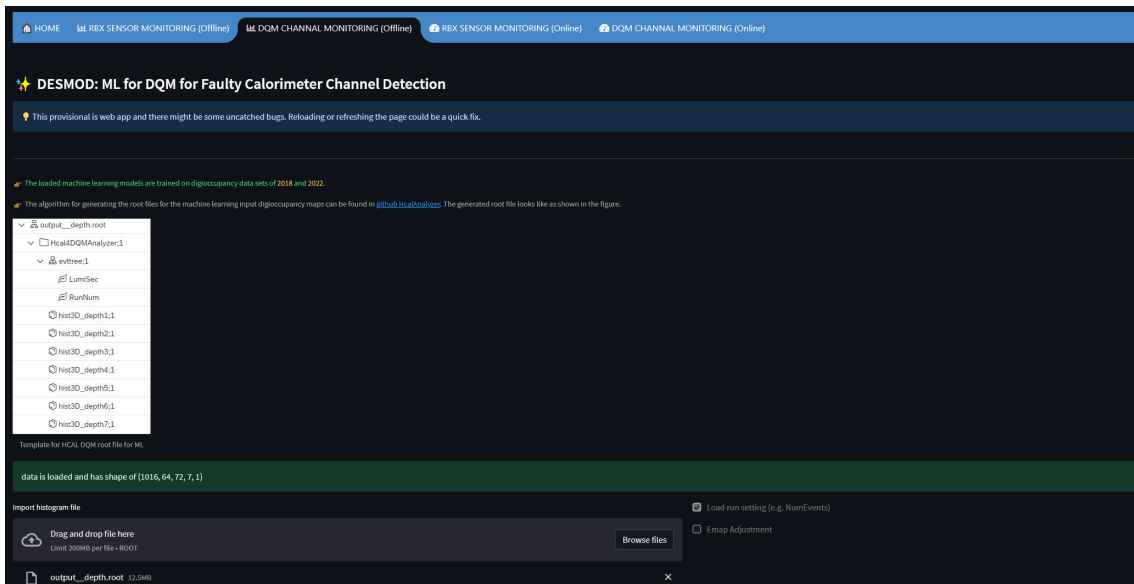 HOME RBX SENSOR MONITORING (Offline) DQM CHANNAL MONITORING (Offline) RBX SENSOR MONITORING (Online) DQM CHANNAL MONITORING (Online)
DESMOD: ML for DQM for Faulty Calorimeter Channel Detection
This provisional is web app and there might be some uncatched bugs. Reloading or refreshing the page could be a quick fix.
The loaded machine learning models are trained on digioccupancy data sets of 2018 and 2022.
The algorithm for generating the root files for the machine learning input digioccupancy maps can be found in github HcalAnalyzer. The generated root file looks like as shown in the figure.
output__depth.root
Hcal4DQMAnalyzer;1
evttree;1
LumiSec
RunNum
hist3D_depth1;1
hist3D_depth2;1
hist3D_depth3;1
hist3D_depth4;1
hist3D_depth5;1
hist3D_depth6;1
hist3D_depth7;1
Template for HCAL DQM root file for ML
data is loaded and has shape of (1016, 64, 72, 7, 1)
Import histogram file
Drag and drop file here
Limit 200MB per file • ROOT
Browse files
output__depth.root 12.5MB
Load run setting (e.g. NumEvents)
Emap Adjustment